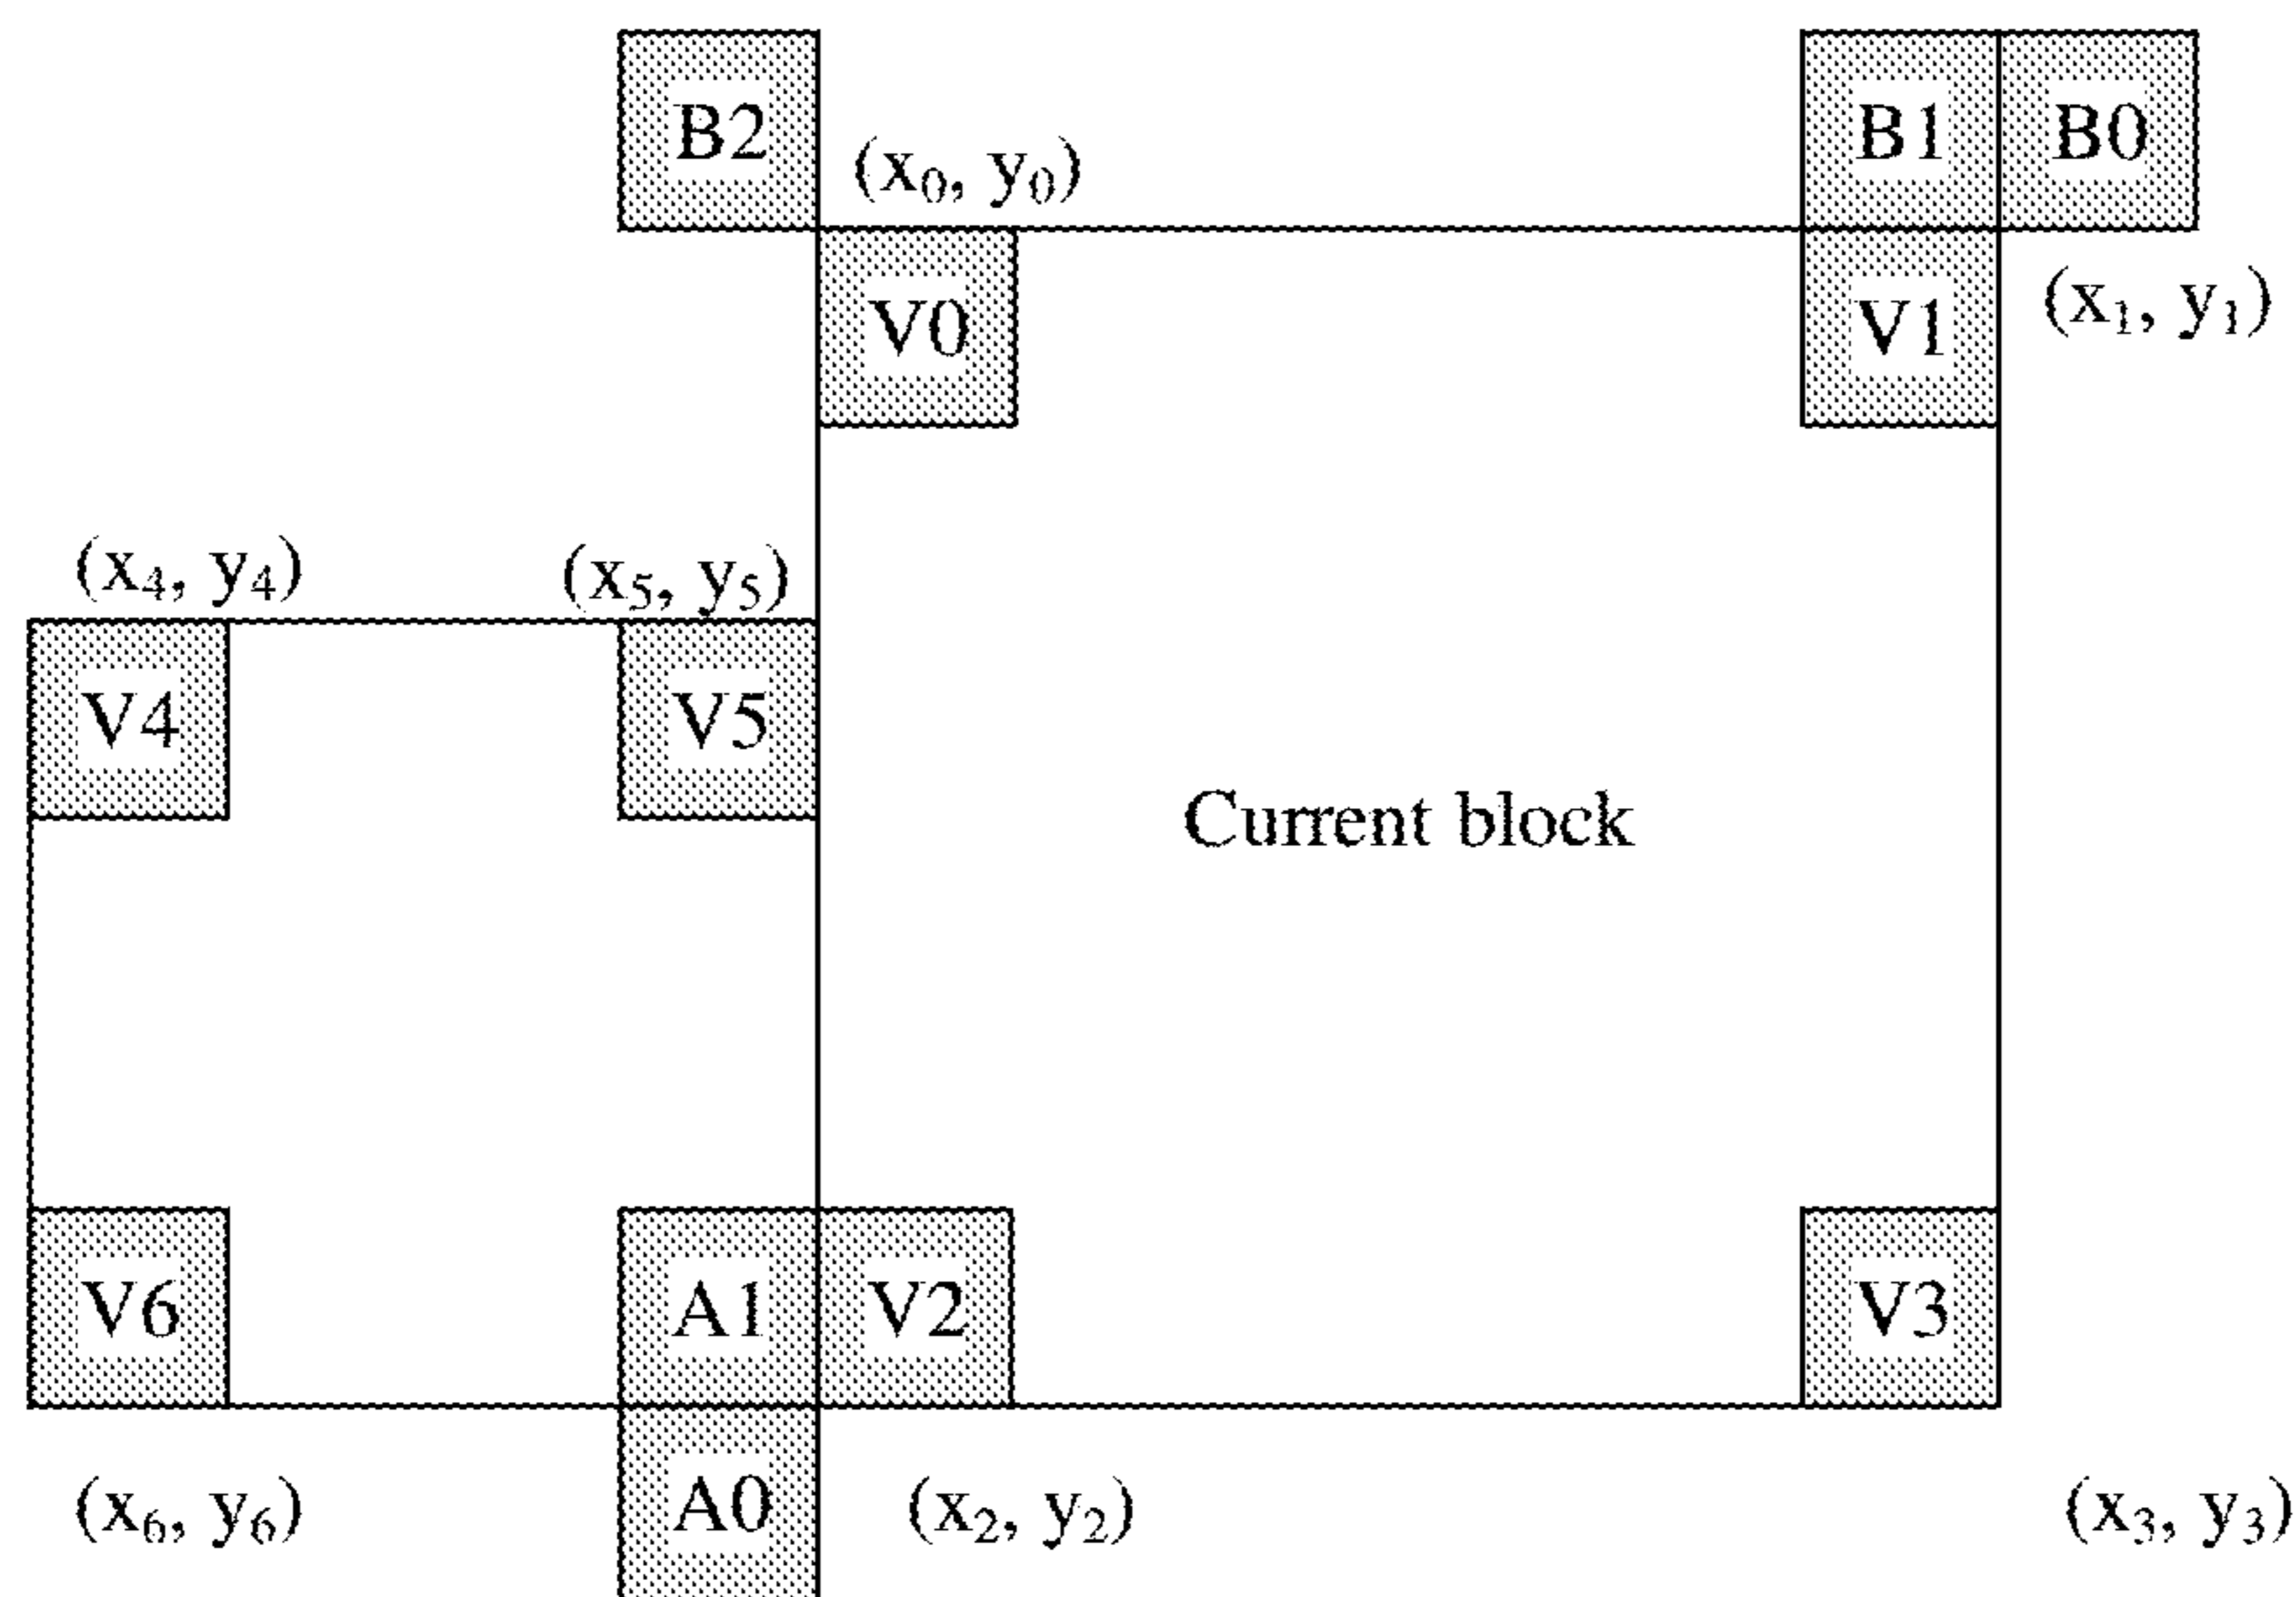 B2 (x₀, y₀) B1 B0
V0 V1 (x₁, y₁)
(x₄, y₄) (x₅, y₅)
V4 V5
Current block
V6 A1 V2 V3
(x₆, y₆) A0 (x₂, y₂) (x₃, y₃)